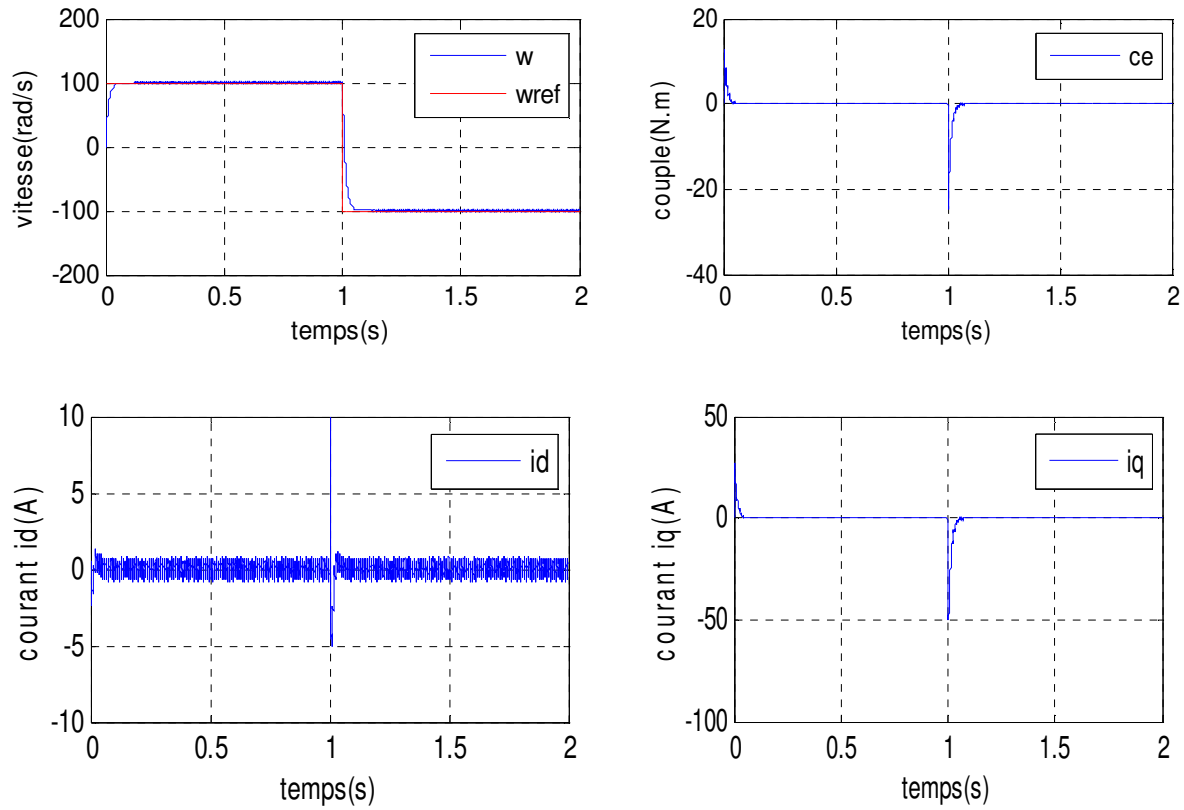 200
100
0
-100
-200
vitesse(rad/s)
w
wref
0
0.5
1
1.5
2
temps(s)
20
0
-20
-40
couple(N.m)
ce
0
0.5
1
1.5
2
temps(s)
10
5
0
-5
-10
courant id(A)
id
0
0.5
1
1.5
2
temps(s)
50
0
-50
-100
courant iq(A)
iq
0
0.5
1
1.5
2
temps(s)